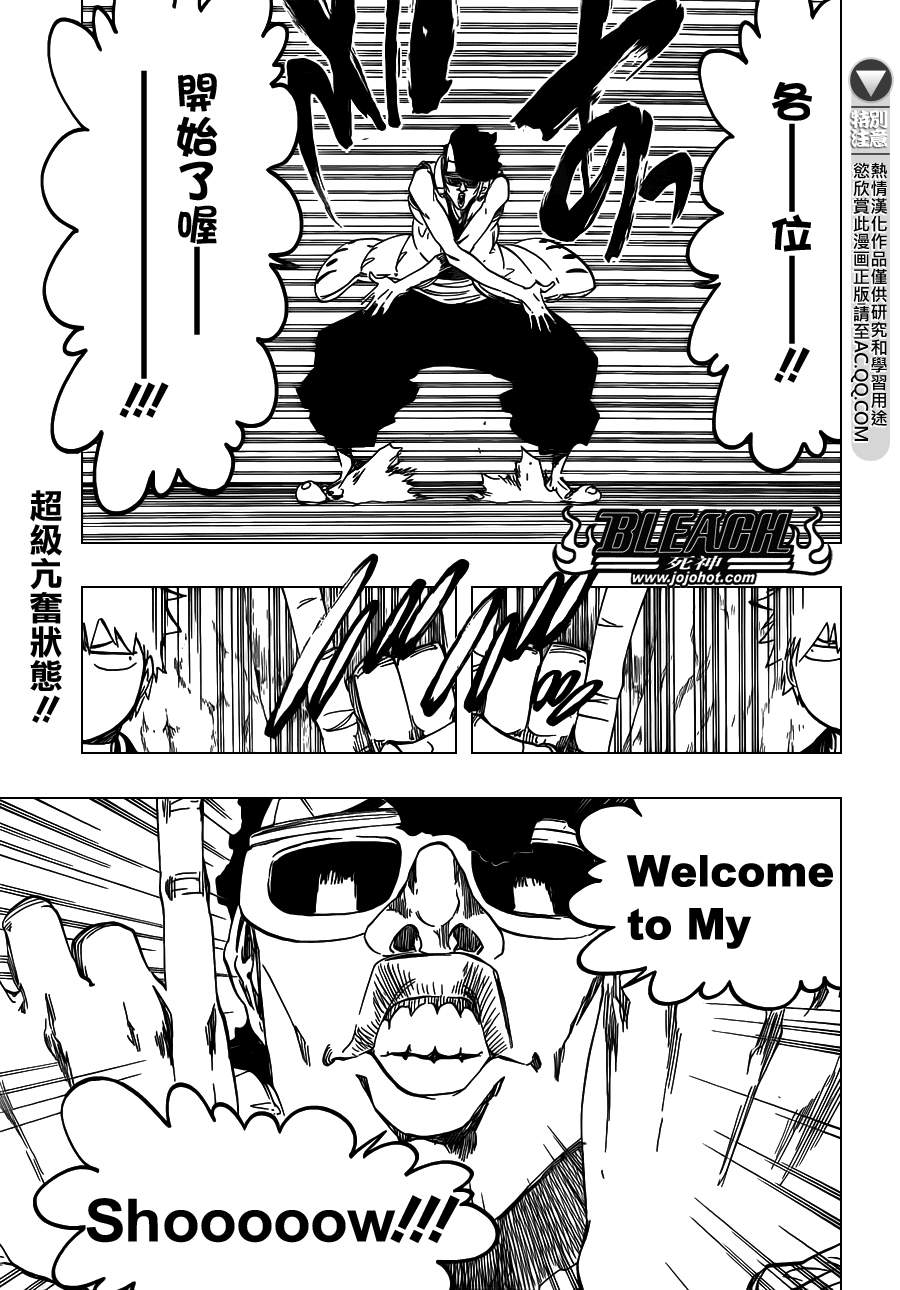 各——位——!!
開始了喔——
——!!!
特別
注意
熱情漢化作品僅供研究和學習用途
慾欣賞此漫画正版請至AC.QQ.COM
BLEACH
死神
www.jojohot.com
超級亢奮狀態!!
Welcome
to My
Shooooow!!!